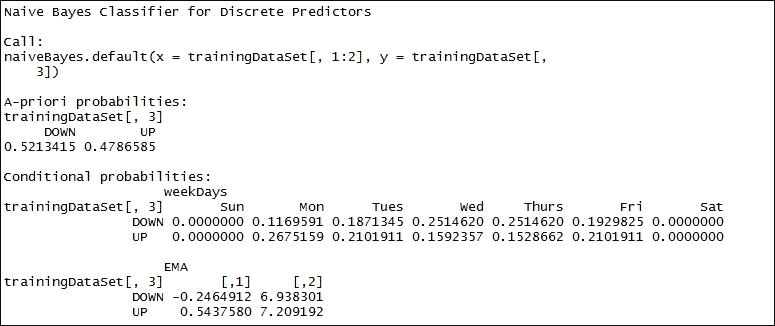 Naive Bayes Classifier for Discrete Predictors
Call:
naiveBayes.default(x = trainingDataSet[, 1:2], y = trainingDataSet[,
    3])
A-priori probabilities:
trainingDataSet[, 3]
     DOWN        UP
0.5213415 0.4786585
Conditional probabilities:
                    weekDays
trainingDataSet[, 3]       Sun       Mon      Tues       Wed     Thurs       Fri       Sat
                DOWN 0.0000000 0.1169591 0.1871345 0.2514620 0.2514620 0.1929825 0.0000000
                UP   0.0000000 0.2675159 0.2101911 0.1592357 0.1528662 0.2101911 0.0000000
                    EMA
trainingDataSet[, 3]       [,1]     [,2]
                DOWN -0.2464912 6.938301
                UP    0.5437580 7.209192